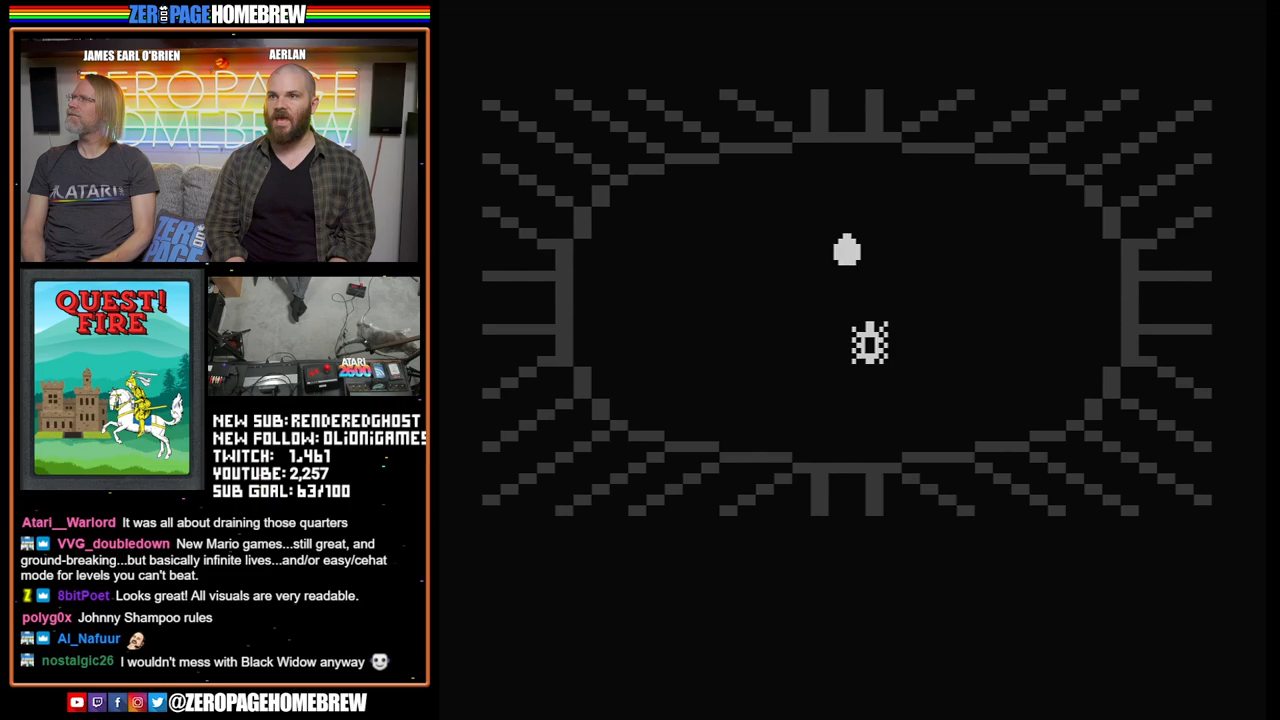 ZEROPAGE HOMEBREW
JAMES EARL O'BRIEN
AERLAN
ZEROPAGE
HOMEBREW
ATARI
ZERO
PAGE
QUEST!
FIRE
ATARI
2600
NEW SUB: RENDEREDGHOST
NEW FOLLOW: OLIONIGAMES
TWITCH: 1,461
YOUTUBE: 2,257
SUB GOAL: 63/100
Atari__Warlord It was all about draining those quarters
VVG_doubledown New Mario games...still great, and
ground-breaking...but basically infinite lives...and/or easy/cehat
mode for levels you can't beat.
8bitPoet Looks great! All visuals are very readable.
polyg0x Johnny Shampoo rules
Al_Nafuur
nostalgic26 I wouldn't mess with Black Widow anyway
@ZEROPAGEHOMEBREW